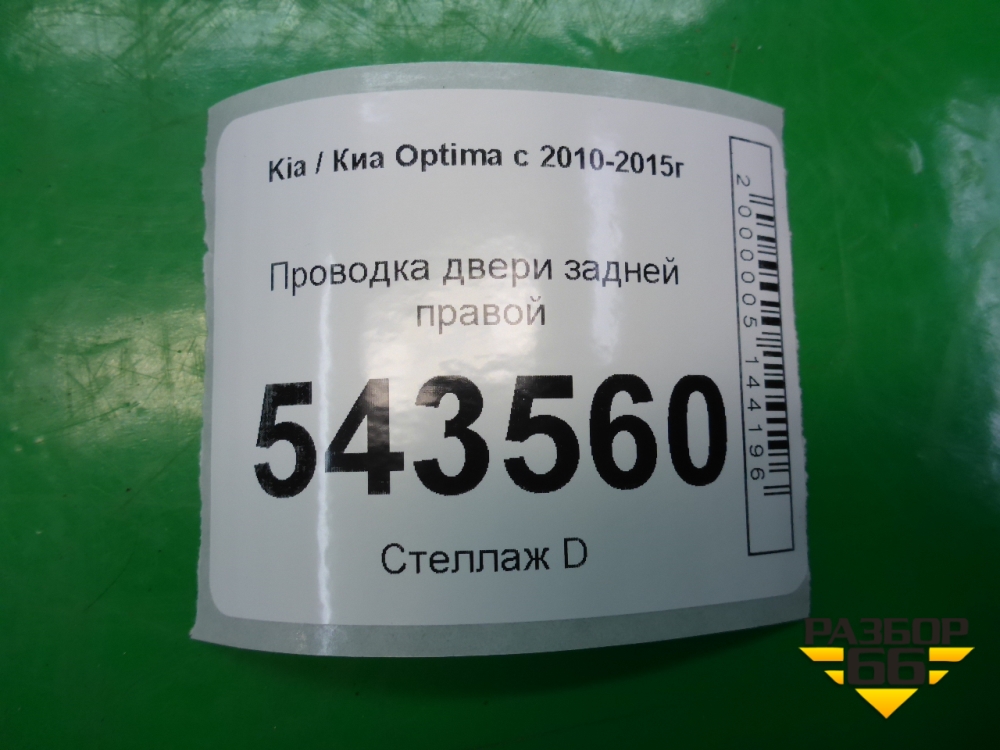 Kia / Киа Optima с 2010-2015г
Проводка двери задней
правой
543560
Стеллаж D
2000005144196
РАЗБОР
66